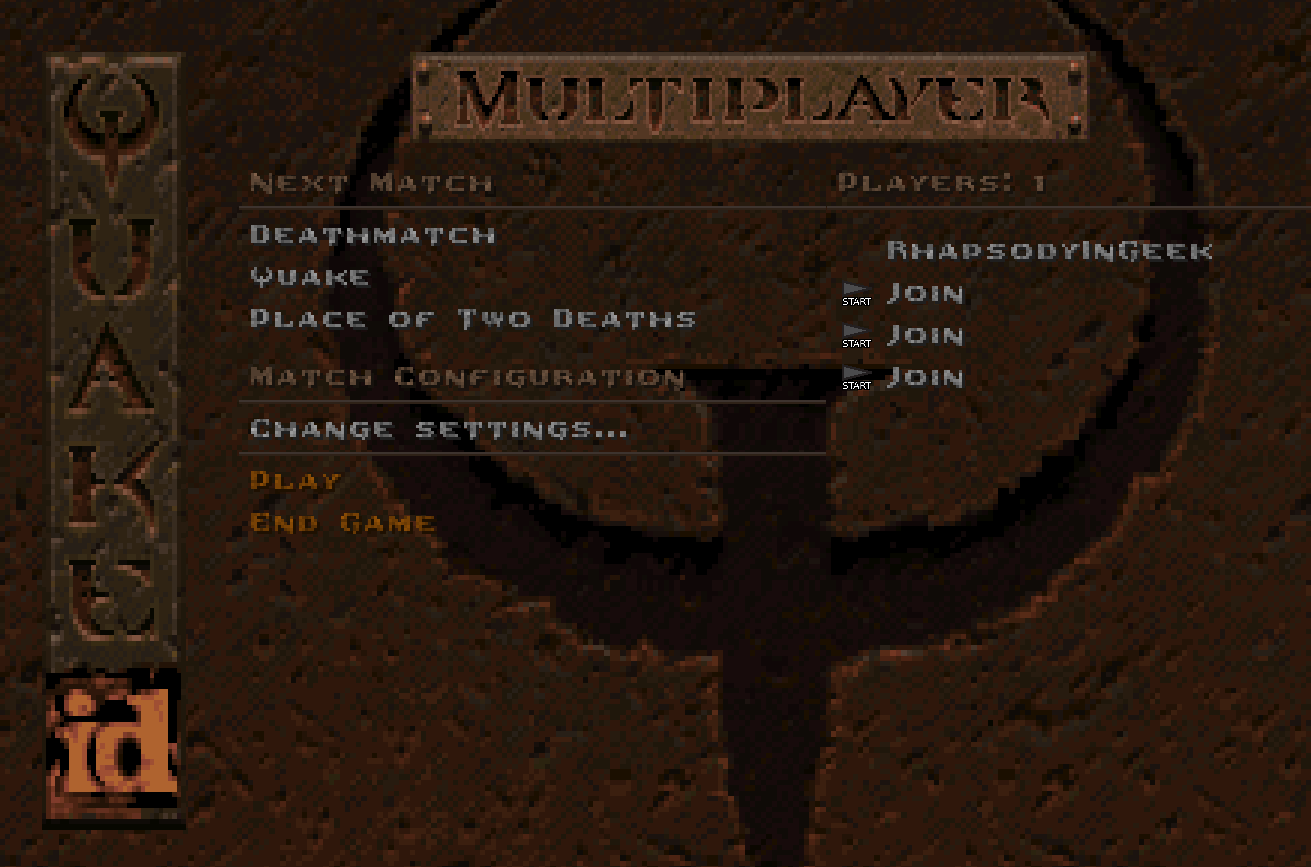 QUAKE
id
MULTIPLAYER
NEXT MATCH
DEATHMATCH
QUAKE
PLACE OF TWO DEATHS
MATCH CONFIGURATION
CHANGE SETTINGS...
PLAY
END GAME
PLAYERS: 1
RHAPSODYINGEEK
START JOIN
START JOIN
START JOIN